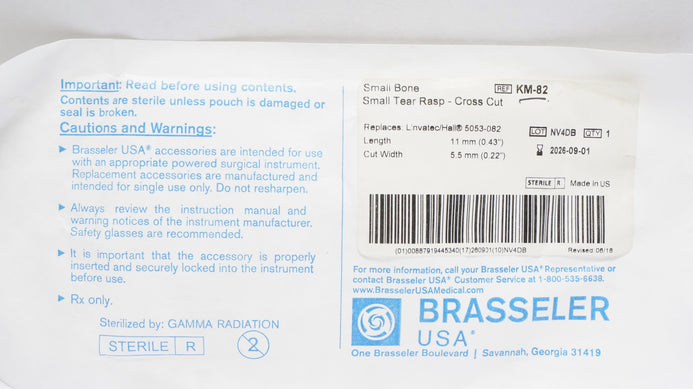 Important: Read before using contents.
Contents are sterile unless pouch is damaged or
seal is broken.
Cautions and Warnings:
Brasseler USA® accessories are intended for use
with an appropriate powered surgical instrument.
Replacement accessories are manufactured and
intended for single use only. Do not resharpen.
Always review the instruction manual and
warning notices of the instrument manufacturer.
Safety glasses are recommended.
It is important that the accessory is properly
inserted and securely locked into the instrument
before use.
Rx only.
Sterilized by: GAMMA RADIATION
STERILE R 2
Small Bone REF KM-82
Small Tear Rasp - Cross Cut
Replaces: L'nvatec/Hall® 5053-082 LOT NV4DB QTY 1
Length 11 mm (0.43") 2026-09-01
Cut Width 5.5 mm (0.22")
STERILE R Made in US
(01)00887919445340(17)260901(10)NV4DB Revised 06/16
For more information, call your Brasseler USA® Representative or
contact Brasseler USA® Customer Service at 1-800-535-6638.
www.BrasselerUSAMedical.com
BRASSELER
USA®
One Brasseler Boulevard | Savannah, Georgia 31419